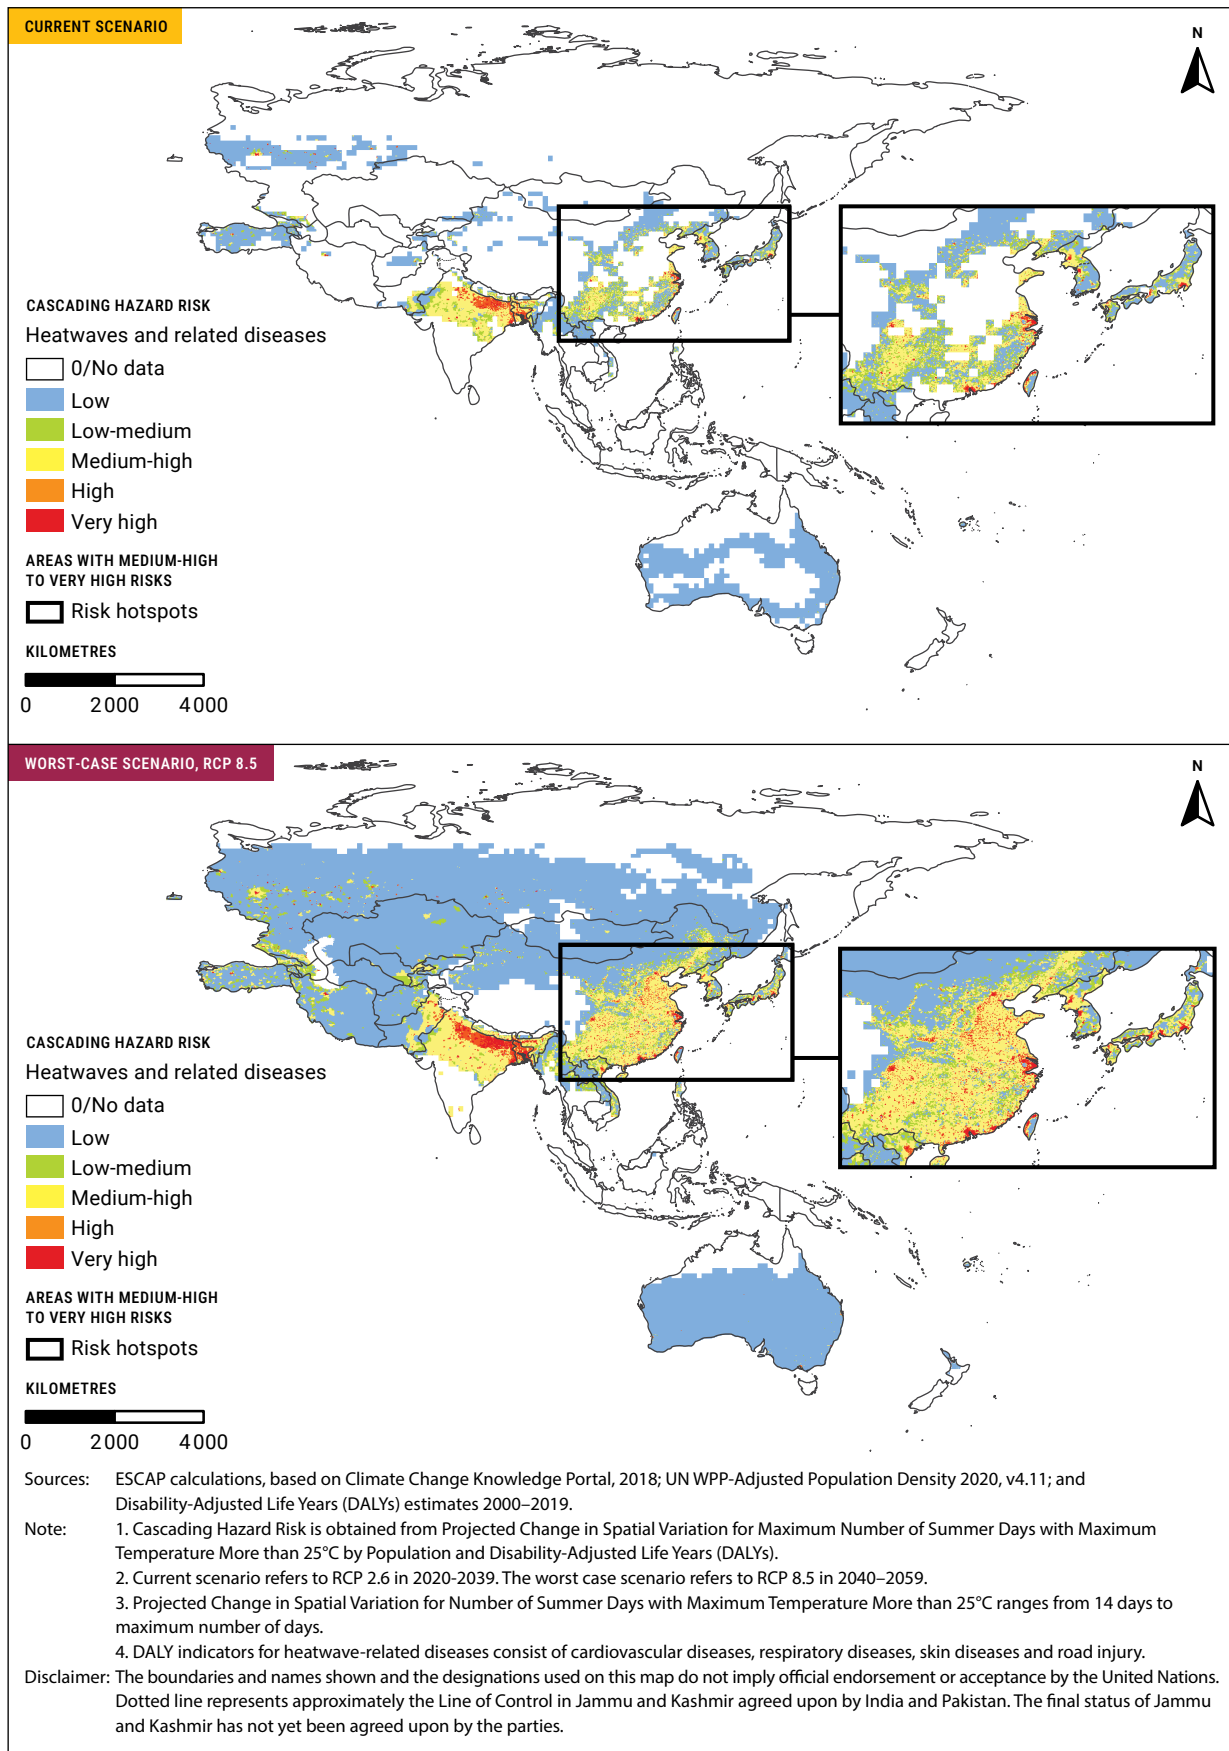 CURRENT SCENARIO
N
CASCADING HAZARD RISK
Heatwaves and related diseases
0/No data
Low
Low-medium
Medium-high
High
Very high
AREAS WITH MEDIUM-HIGH
TO VERY HIGH RISKS
Risk hotspots
KILOMETRES
0 2 000 4 000
WORST-CASE SCENARIO, RCP 8.5
N
CASCADING HAZARD RISK
Heatwaves and related diseases
0/No data
Low
Low-medium
Medium-high
High
Very high
AREAS WITH MEDIUM-HIGH
TO VERY HIGH RISKS
Risk hotspots
KILOMETRES
0 2 000 4 000
Sources: ESCAP calculations, based on Climate Change Knowledge Portal, 2018; UN WPP-Adjusted Population Density 2020, v4.11; and
Disability-Adjusted Life Years (DALYs) estimates 2000–2019.
Note: 1. Cascading Hazard Risk is obtained from Projected Change in Spatial Variation for Maximum Number of Summer Days with Maximum
Temperature More than 25°C by Population and Disability-Adjusted Life Years (DALYs).
2. Current scenario refers to RCP 2.6 in 2020-2039. The worst case scenario refers to RCP 8.5 in 2040–2059.
3. Projected Change in Spatial Variation for Number of Summer Days with Maximum Temperature More than 25°C ranges from 14 days to
maximum number of days.
4. DALY indicators for heatwave-related diseases consist of cardiovascular diseases, respiratory diseases, skin diseases and road injury.
Disclaimer: The boundaries and names shown and the designations used on this map do not imply official endorsement or acceptance by the United Nations.
Dotted line represents approximately the Line of Control in Jammu and Kashmir agreed upon by India and Pakistan. The final status of Jammu
and Kashmir has not yet been agreed upon by the parties.